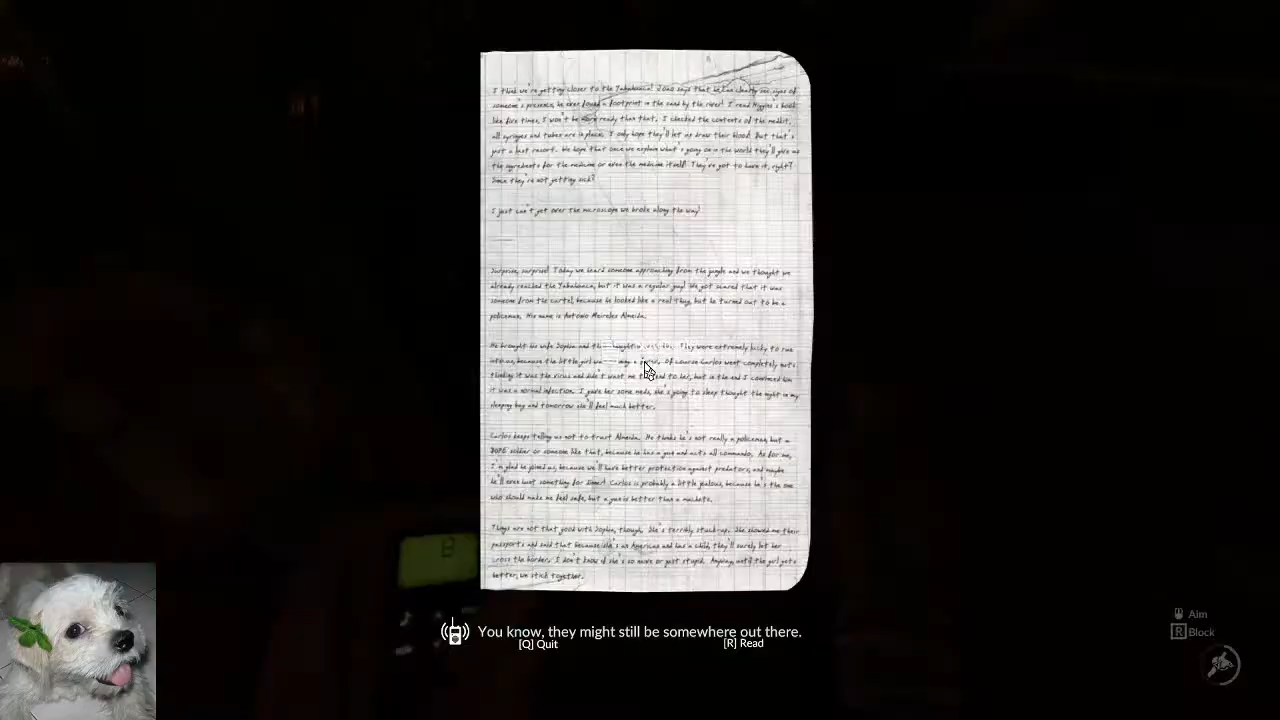 I think we're getting closer to the Yabahuaca! João says that he can clearly see signs of
someone's presence, he even found a footprint in the sand by the river! I read Higgins's book
like five times, I won't be more ready than that. I checked the contents of the medkit,
all syringes and tubes are in place. I only hope they'll let us draw their blood. But that's
just a last resort. We hope that once we explain what's going on in the world they'll give us
the ingredients for the medicine or even the medicine itself! They've got to have it, right?
Since they're not getting sick?
I just can't get over the microscope we broke along the way!
Surprise, surprise! Today we heard someone approaching from the jungle and we thought we
already reached the Yabahuaca, but it was a regular guy! We got scared that it was
someone from the cartel, because he looked like a real thug, but he turned out to be a
policeman. His name is Antonio Meireles Almeida.
He brought his wife Sophia and They were extremely lucky to run
into us, because the little girl Of course Carlos went completely nuts
thinking it was the virus and didn't want me to tend to her, but in the end I convinced him
it was a normal infection. I gave her some meds, she's going to sleep thought the night in my
sleeping bag and tomorrow she'll feel much better.
Carlos keeps telling us not to trust Almeida. He thinks he's not really a policeman, but a
BOPE soldier or someone like that, because he has a gun and acts all commando. As for me,
I'm glad he joined us, because we'll have better protection against predators, and maybe
he'll even hunt something for dinner! Carlos is probably a little jealous, because he's the one
who should make me feel safe, but a gun is better than a machete.
Things are not that good with Sophia, though. She's terribly stuck-up. She showed me their
passports and said that because she's an American and has a child, they'll surely let her
cross the border. I don't know if she's so naive or just stupid. Anyway, until the girl gets
better, we stick together.
You know, they might still be somewhere out there.
[Q] Quit
[R] Read
Aim
R Block